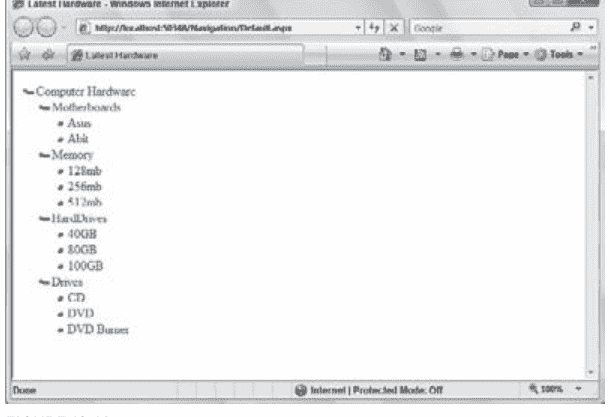 Latest Hardware - Windows Internet Explorer
http://localhost:50368/Navigation/Default.aspx
Google
Latest Hardware
Page
Tools
Computer Hardware
Motherboards
Asus
Abit
Memory
128mb
256mb
512mb
HardDrives
40GB
80GB
100GB
Drives
CD
DVD
DVD Burner
Done
Internet | Protected Mode: Off
100%